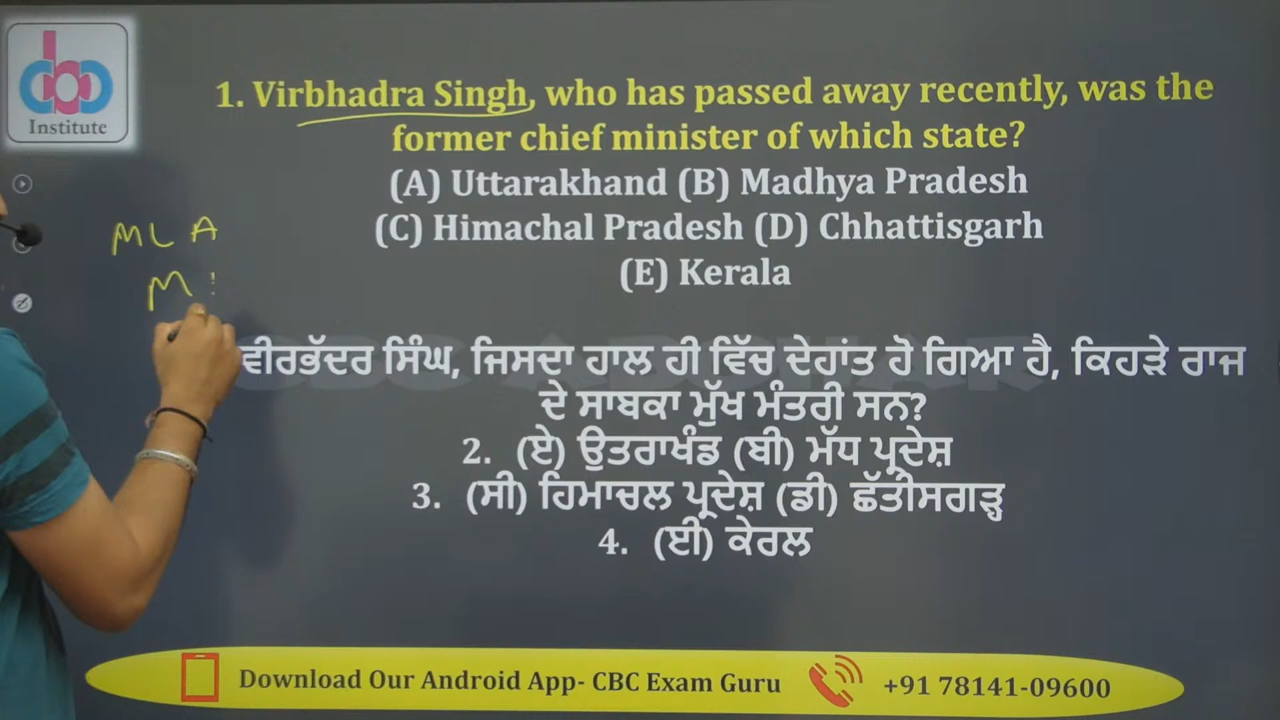 cbc
Institute
1. Virbhadra Singh, who has passed away recently, was the
former chief minister of which state?
(A) Uttarakhand (B) Madhya Pradesh
(C) Himachal Pradesh (D) Chhattisgarh
(E) Kerala
MLA
M
ਵੀਰਭੱਦਰ ਸਿੰਘ, ਜਿਸਦਾ ਹਾਲ ਹੀ ਵਿੱਚ ਦੇਹਾਂਤ ਹੋ ਗਿਆ ਹੈ, ਕਿਹੜੇ ਰਾਜ
ਦੇ ਸਾਬਕਾ ਮੁੱਖ ਮੰਤਰੀ ਸਨ?
2. (ਏ) ਉਤਰਾਖੰਡ (ਬੀ) ਮੱਧ ਪ੍ਰਦੇਸ਼
3. (ਸੀ) ਹਿਮਾਚਲ ਪ੍ਰਦੇਸ਼ (ਡੀ) ਛੱਤੀਸਗੜ੍ਹ
4. (ਈ) ਕੇਰਲ
Download Our Android App- CBC Exam Guru +91 78141-09600